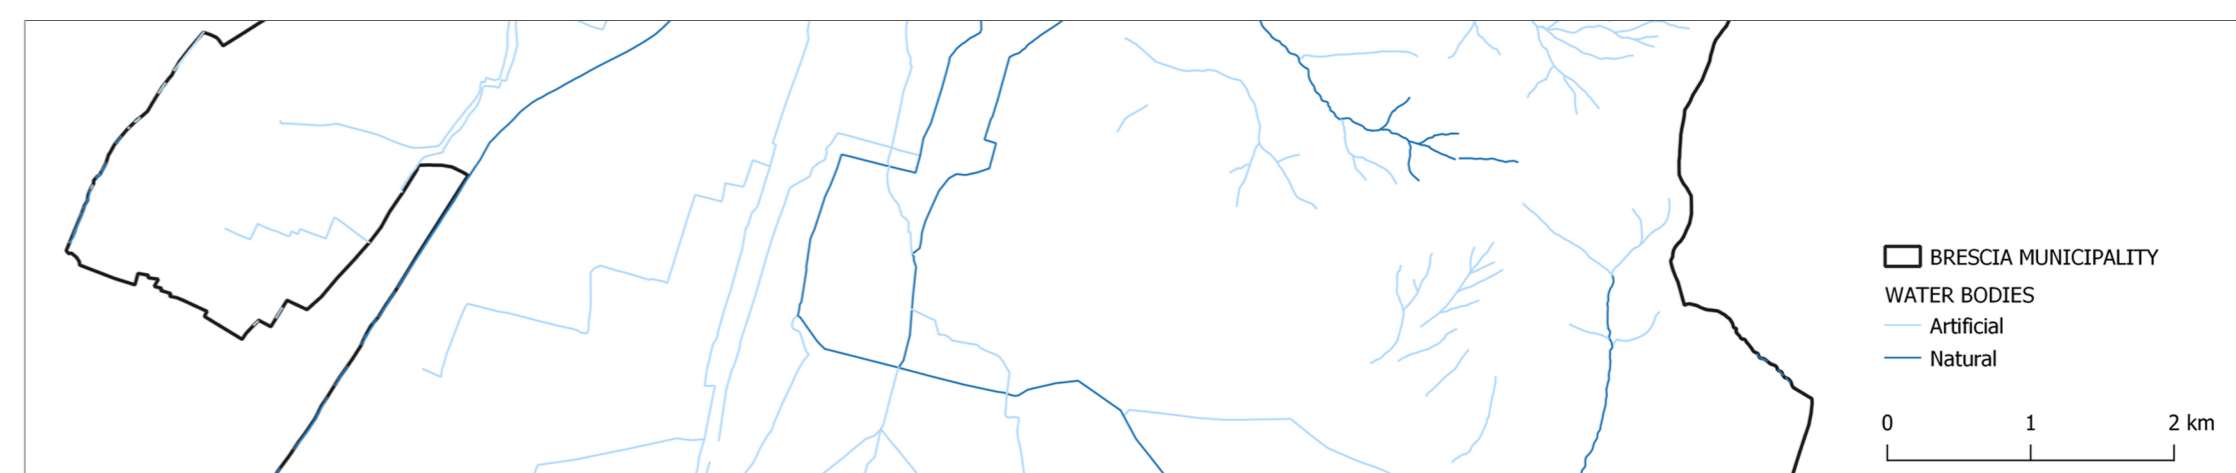 BRESCIA MUNICIPALITY
WATER BODIES
Artificial
Natural
0 1 2 km